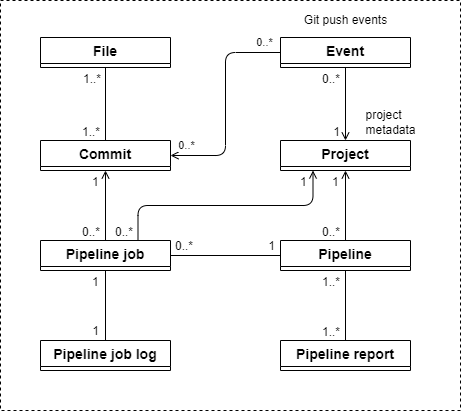 Git push events
File
Event
1..*
0..*
0..*
project
metadata
1..*
0..*
1
Commit
Project
1
1
1
0..*
0..*
0..*
Pipeline job
0..*
1
Pipeline
1
1..*
1
1..*
Pipeline job log
Pipeline report